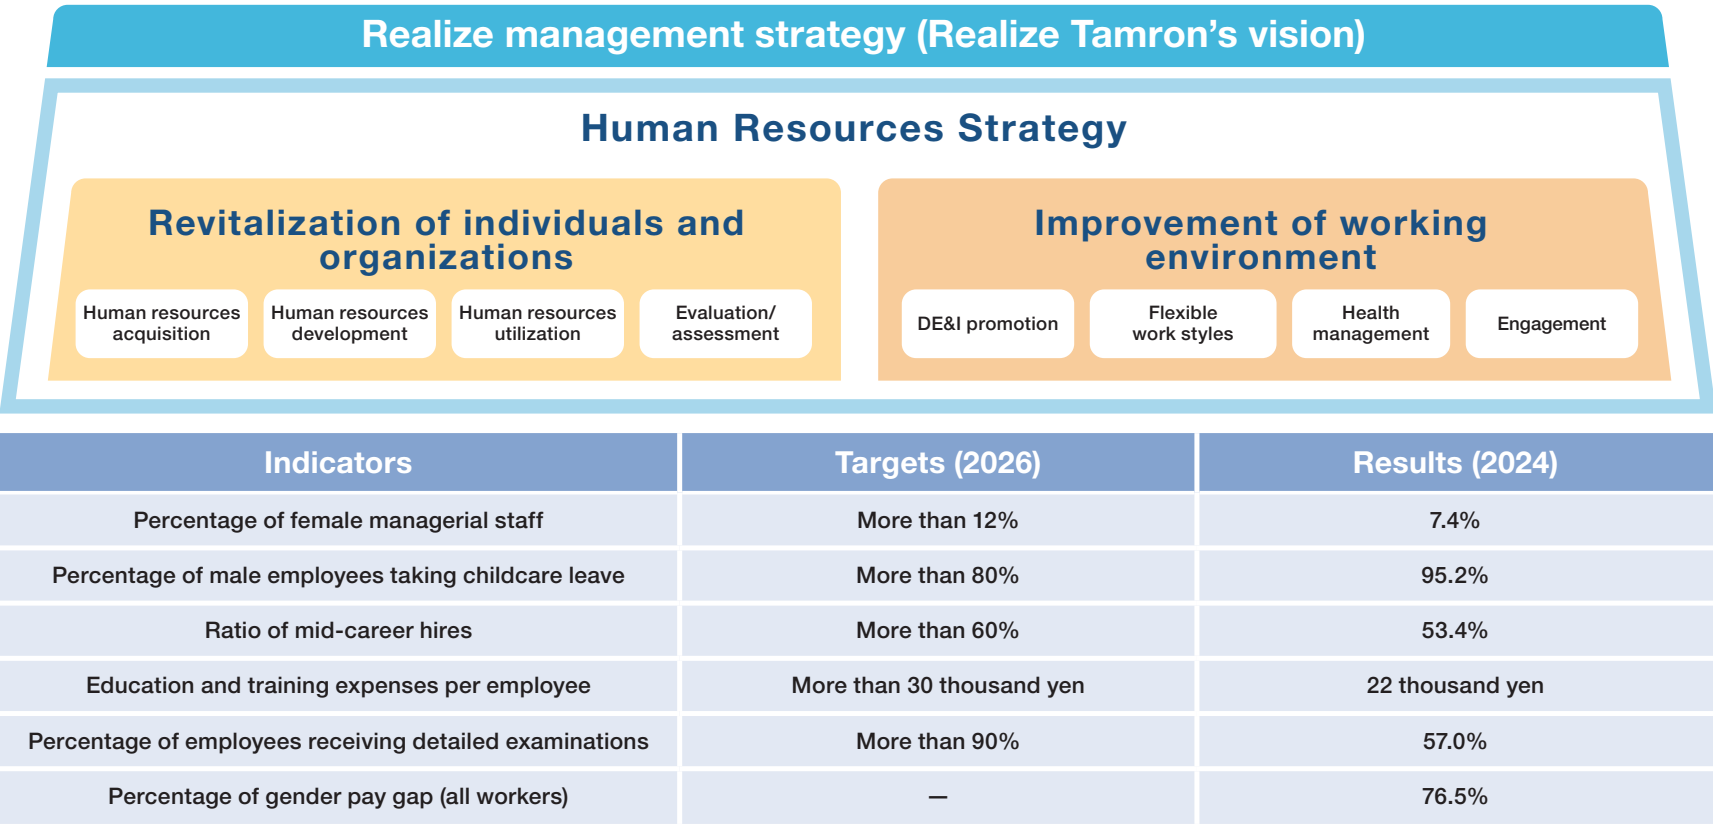 Realize management strategy (Realize Tamron’s vision)
Human Resources Strategy
Revitalization of individuals and
organizations
Human resources
acquisition
Human resources
development
Human resources
utilization
Evaluation/
assessment
Improvement of working
environment
DE&I promotion
Flexible
work styles
Health
management
Engagement
Indicators
Targets (2026)
Results (2024)
Percentage of female managerial staff
More than 12%
7.4%
Percentage of male employees taking childcare leave
More than 80%
95.2%
Ratio of mid-career hires
More than 60%
53.4%
Education and training expenses per employee
More than 30 thousand yen
22 thousand yen
Percentage of employees receiving detailed examinations
More than 90%
57.0%
Percentage of gender pay gap (all workers)
—
76.5%